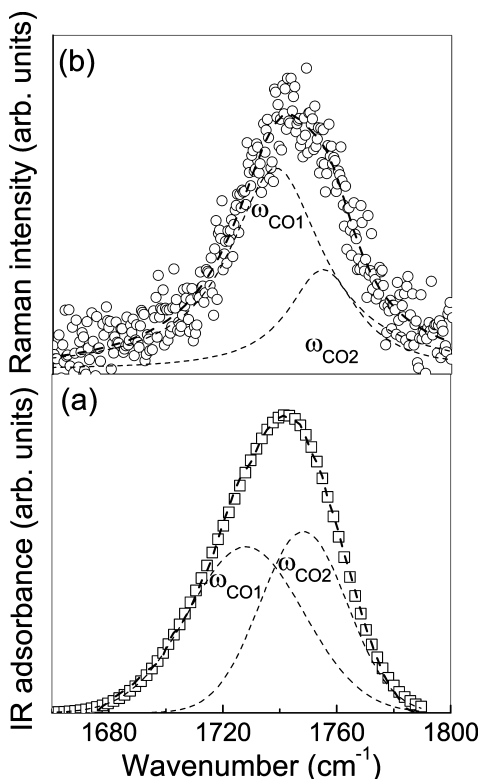 (b)
Raman intensity (arb. units)
ωCO1
ωCO2
(a)
IR adsorbance (arb. units)
ωCO1
ωCO2
1680 1720 1760 1800
Wavenumber (cm⁻¹)